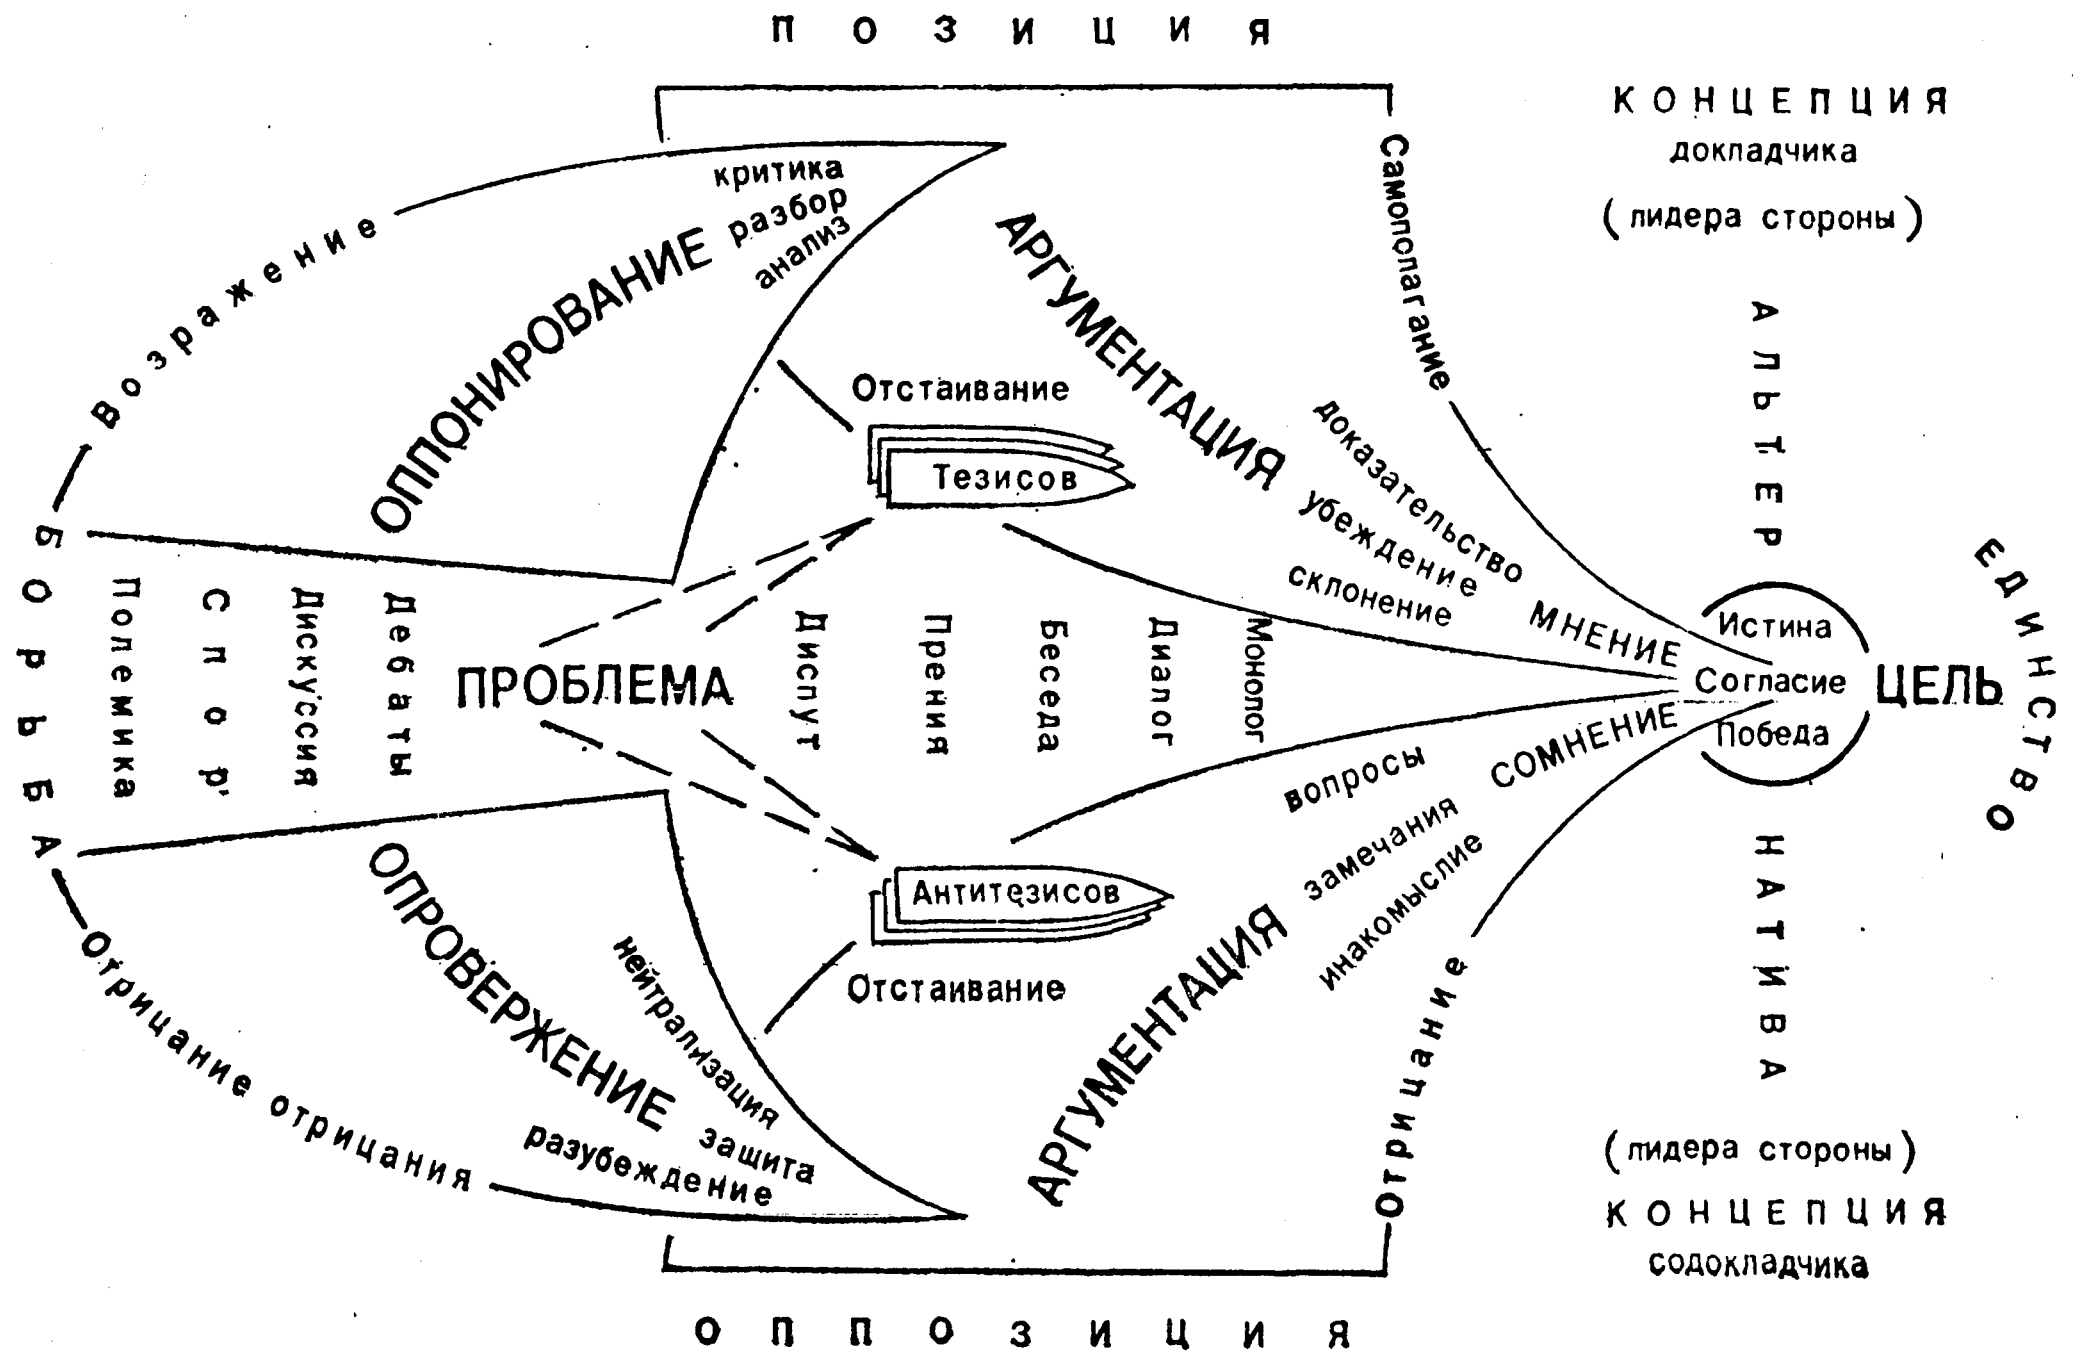 ПОЗИЦИЯ
КОНЦЕПЦИЯ
докладчика
(лидера стороны)
Возражение
критика
разбор
анализ
ОППОНИРОВАНИЕ
АРГУМЕНТАЦИЯ
Самополагание
доказательство
убеждение
склонение
МНЕНИЕ
Отстаивание
Тезисов
АЛЬТЕР
НАТИВА
БОРЬБА
Полемика
Спор
Дискуссия
Дебаты
ПРОБЛЕМА
Диспут
Прения
Беседа
Диалог
Монолог
Истина
Согласие
Победа
ЦЕЛЬ
ЕДИНСТВО
Антитезисов
Отстаивание
вопросы
СОМНЕНИЕ
замечания
инакомыслие
АРГУМЕНТАЦИЯ
Отрицание
ОПРОВЕРЖЕНИЕ
нейтрализация
защита
разубеждение
Отрицание отрицания
(лидера стороны)
КОНЦЕПЦИЯ
содокладчика
ОППОЗИЦИЯ